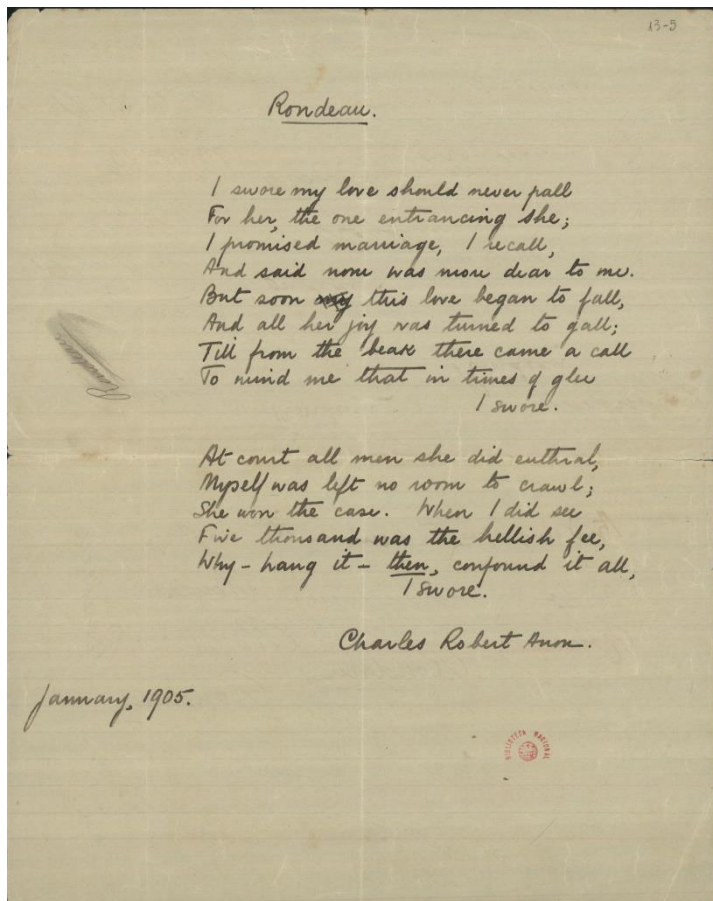 13-5
Rondeau.
I swore my love should never pall
For her, the one entrancing she;
I promised marriage, I recall,
And said none was more dear to me.
But soon my this love began to fall,
And all her joy was turned to gall;
Till from the beak there came a call
To mind me that in times of glee
I swore.
At court all men she did enthral,
Myself was left no room to crawl;
She won the case. When I did see
Five thousand was the hellish fee,
Why – hang it – then, confound it all,
I swore.
Charles Robert Anon.
January, 1905.
BIBLIOTECA NACIONAL